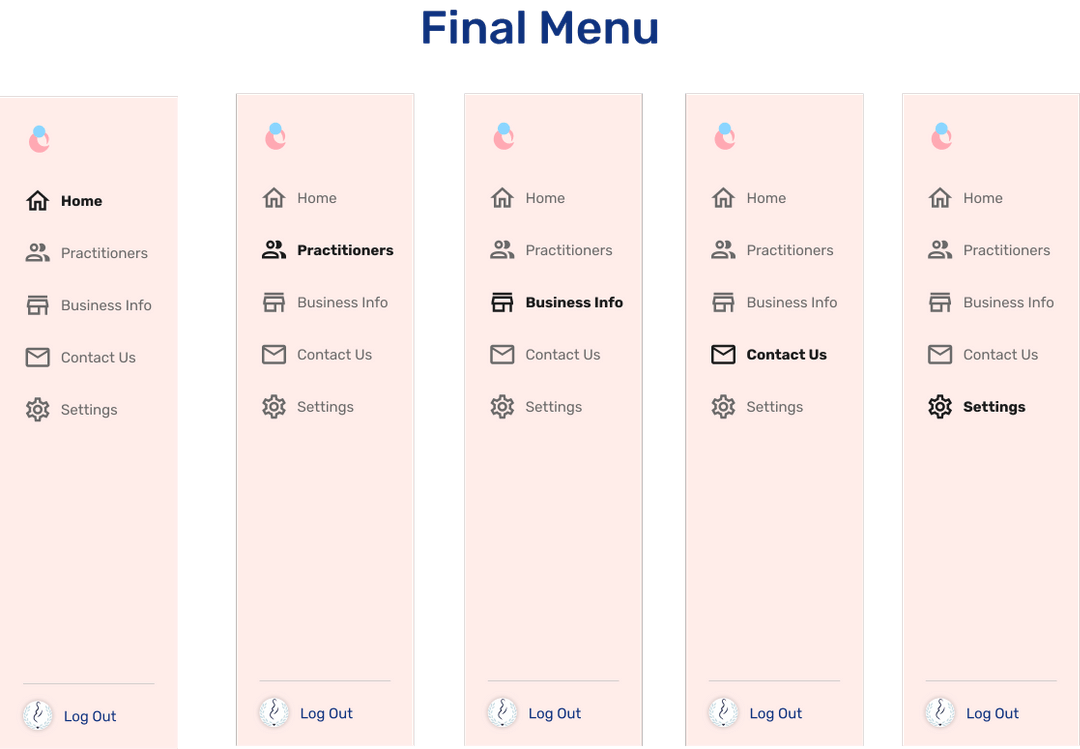 Final Menu
Home
Practitioners
Business Info
Contact Us
Settings
Log Out
Home
Practitioners
Business Info
Contact Us
Settings
Log Out
Home
Practitioners
Business Info
Contact Us
Settings
Log Out
Home
Practitioners
Business Info
Contact Us
Settings
Log Out
Home
Practitioners
Business Info
Contact Us
Settings
Log Out